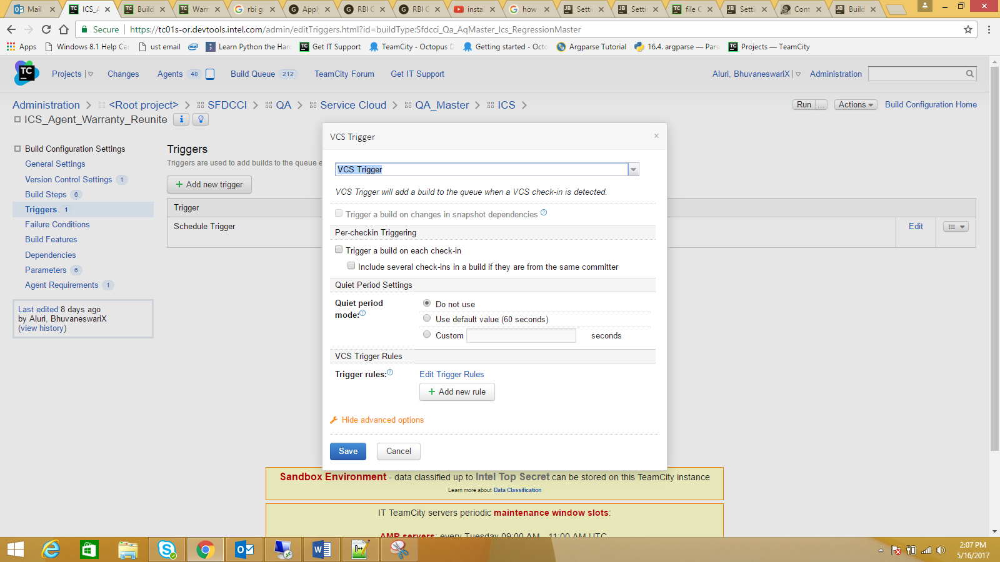 Mail
ICS_A
Build
Warr
rbi gr
Apply
RBI G
RBI G
instal
how
Setti
Setti
file C
Setti
Cont
Build
Secure
https://tc01s-or.devtools.intel.com/admin/editTriggers.html?id=buildType:Sfdcci_Qa_AqMaster_Ics_RegressionMaster
Apps
Windows 8.1 Help Ce
ust email
Learn Python the Har
Get IT Support
TeamCity - Octopus D
Getting started - Octo
Argparse Tutorial
16.4. argparse — Pars
Projects — TeamCity
TC
Projects
Changes
Agents 48
Build Queue 212
TeamCity Forum
Get IT Support
Aluri, BhuvaneswariX
Administration
Administration
<Root project>
SFDCCI
QA
Service Cloud
QA_Master
ICS
Run ...
Actions
Build Configuration Home
ICS_Agent_Warranty_Reunite
Build Configuration Settings
General Settings
Version Control Settings 1
Build Steps 6
Triggers 1
Failure Conditions
Build Features
Dependencies
Parameters 6
Agent Requirements 1
Last edited 8 days ago
by Aluri, BhuvaneswariX
(view history)
Triggers
Triggers are used to add builds to the queue e
+ Add new trigger
Trigger
Schedule Trigger
Edit
VCS Trigger
×
VCS Trigger
VCS Trigger will add a build to the queue when a VCS check-in is detected.
Trigger a build on changes in snapshot dependencies
Per-checkin Triggering
Trigger a build on each check-in
Include several check-ins in a build if they are from the same committer
Quiet Period Settings
Quiet period
mode:
Do not use
Use default value (60 seconds)
Custom
seconds
VCS Trigger Rules
Trigger rules:
Edit Trigger Rules
+ Add new rule
Hide advanced options
Save
Cancel
Sandbox Environment - data classified up to Intel Top Secret can be stored on this TeamCity instance
Learn more about Data Classification
IT TeamCity servers periodic maintenance window slots:
AMR servers: every Tuesday 09:00 AM - 11:00 AM UTC
2:07 PM
5/16/2017